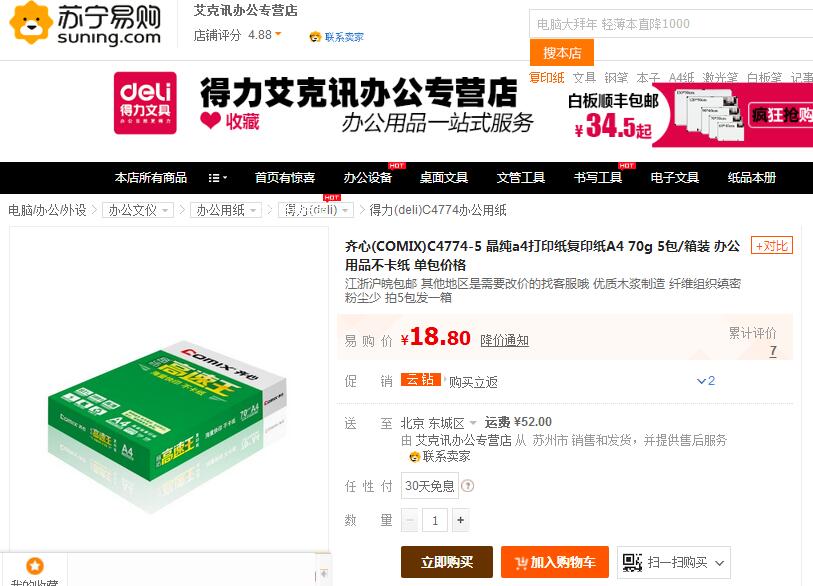 苏宁易购
suning.com
艾克讯办公专营店
店铺评分 4.88
联系卖家
电脑大拜年 轻薄本直降1000
搜本店
复印纸 文具 钢笔 本子 A4纸 激光笔 白板笔 记事
deli
得力文具
得力艾克讯办公专营店
收藏
办公用品一站式服务
白板顺丰包邮
¥34.5起
疯狂抢购
HOT
HOT
本店所有商品 首页有惊喜 办公设备 桌面文具 文管工具 书写工具 电子文具 纸品本册
HOT
电脑/办公/外设 办公文仪 办公用纸 得力(deli) 得力(deli)C4774办公用纸
齐心(COMIX)C4774-5 晶纯a4打印纸复印纸A4 70g 5包/箱装 办公
用品不卡纸 单包价格
+对比
江浙沪皖包邮 其他地区是需要改价的找客服哦 优质木浆制造 纤维组织缜密
粉尘少 拍5包发一箱
易购价 ¥18.80 降价通知
累计评价
7
促销 云钻 购买立返
2
送至 北京 东城区 运费 ¥52.00
由 艾克讯办公专营店 从 苏州市 销售和发货，并提供售后服务
联系卖家
任性付 30天免息 ?
数量 − 1 +
立即购买 加入购物车 扫一扫购买
COMIX 齐心
高速王
70g A4
A4
COMIX 齐心
高速王
A4
我的收藏